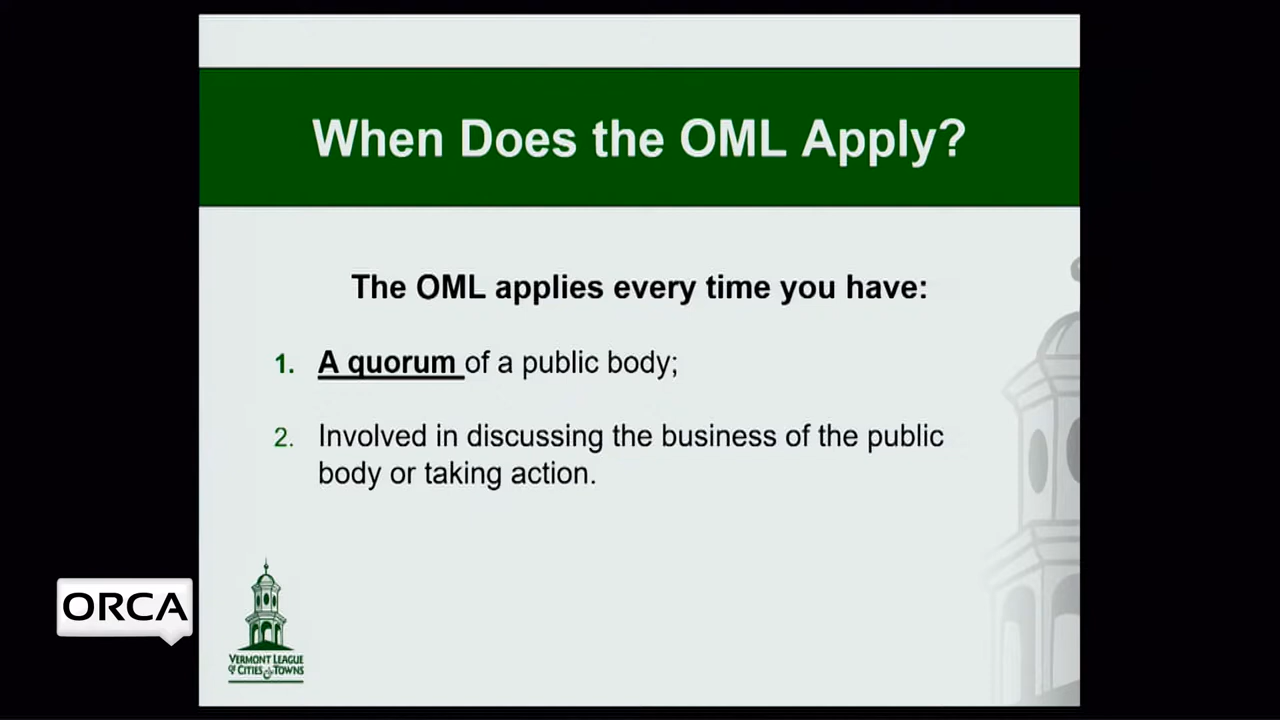 When Does the OML Apply?
The OML applies every time you have:
1. A quorum of a public body;
2. Involved in discussing the business of the public
body or taking action.
ORCA
VERMONT LEAGUE
OF CITIES & TOWNS